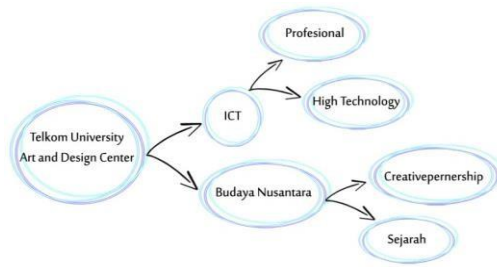 Profesional
High Technology
ICT
Telkom University
Art and Design Center
Budaya Nusantara
Creativepernership
Sejarah